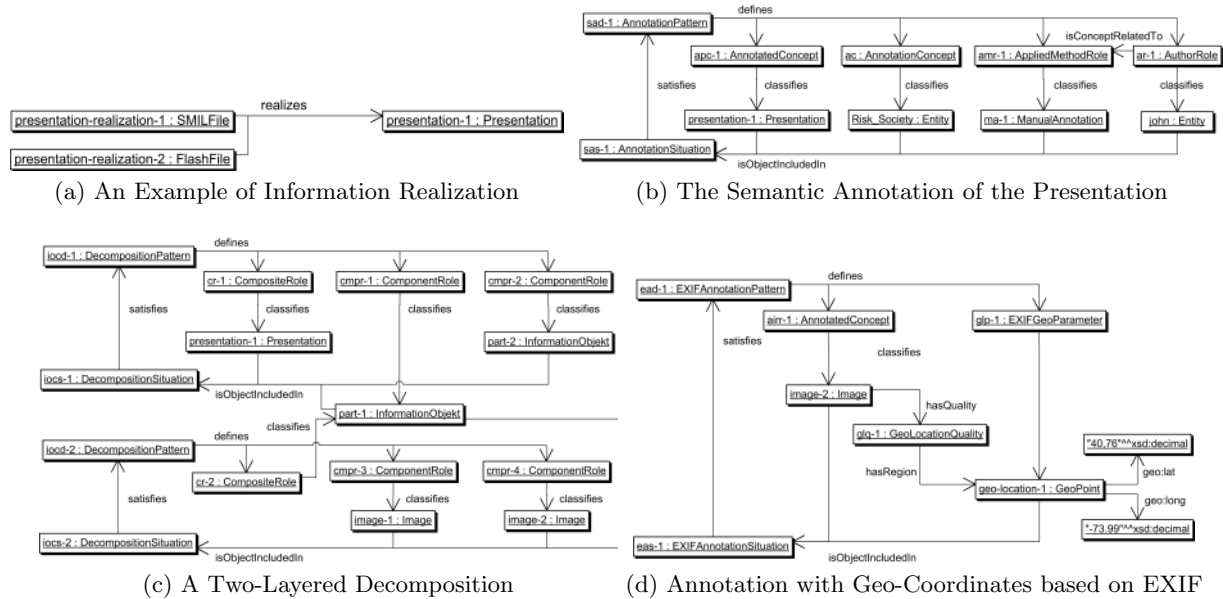 presentation-realization-1 : SMILFile
realizes
presentation-1 : Presentation
presentation-realization-2 : FlashFile
(a) An Example of Information Realization
sad-1 : AnnotationPattern
defines
isConceptRelatedTo
apc-1 : AnnotatedConcept
ac : AnnotationConcept
amr-1 : AppliedMethodRole
ar-1 : AuthorRole
satisfies
classifies
classifies
classifies
classifies
presentation-1 : Presentation
Risk_Society : Entity
ma-1 : ManualAnnotation
john : Entity
sas-1 : AnnotationSituation
isObjectIncludedIn
(b) The Semantic Annotation of the Presentation
iocd-1 : DecompositionPattern
defines
cr-1 : CompositeRole
cmpr-1 : ComponentRole
cmpr-2 : ComponentRole
satisfies
classifies
classifies
classifies
presentation-1 : Presentation
part-2 : InformationObjekt
iocs-1 : DecompositionSituation
isObjectIncludedIn
part-1 : InformationObjekt
classifies
iocd-2 : DecompositionPattern
defines
cr-2 : CompositeRole
cmpr-3 : ComponentRole
cmpr-4 : ComponentRole
satisfies
classifies
classifies
image-1 : Image
image-2 : Image
iocs-2 : DecompositionSituation
isObjectIncludedIn
(c) A Two-Layered Decomposition
ead-1 : EXIFAnnotationPattern
defines
airr-1 : AnnotatedConcept
glp-1 : EXIFGeoParameter
satisfies
classifies
image-2 : Image
hasQuality
glq-1 : GeoLocationQuality
"40,76"^^xsd:decimal
hasRegion
geo:lat
geo-location-1 : GeoPoint
geo:long
"-73.99"^^xsd:decimal
eas-1 : EXIFAnnotationSituation
isObjectIncludedIn
(d) Annotation with Geo-Coordinates based on EXIF